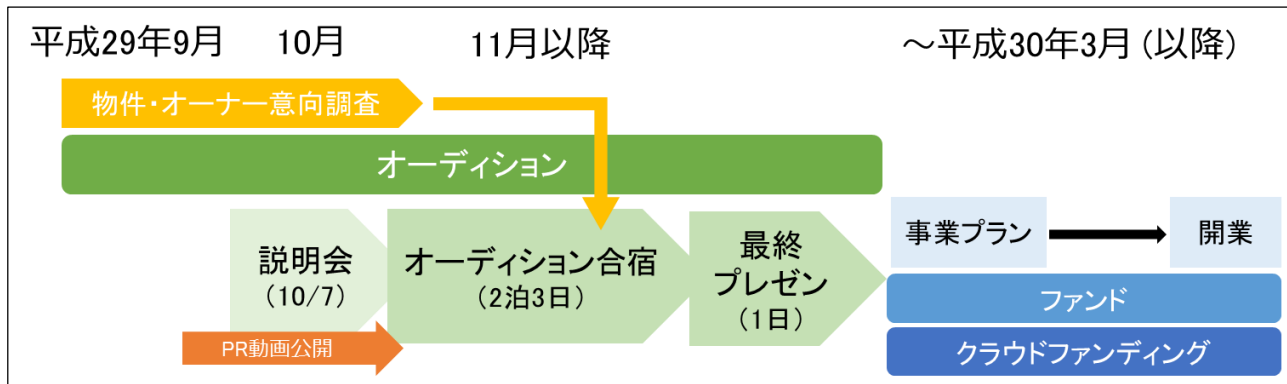 平成29年9月 10月 11月以降 ～平成30年3月(以降)
物件・オーナー意向調査
オーディション
説明会
(10/7)
オーディション合宿
(2泊3日)
最終
プレゼン
(1日)
事業プラン
開業
PR動画公開
ファンド
クラウドファンディング